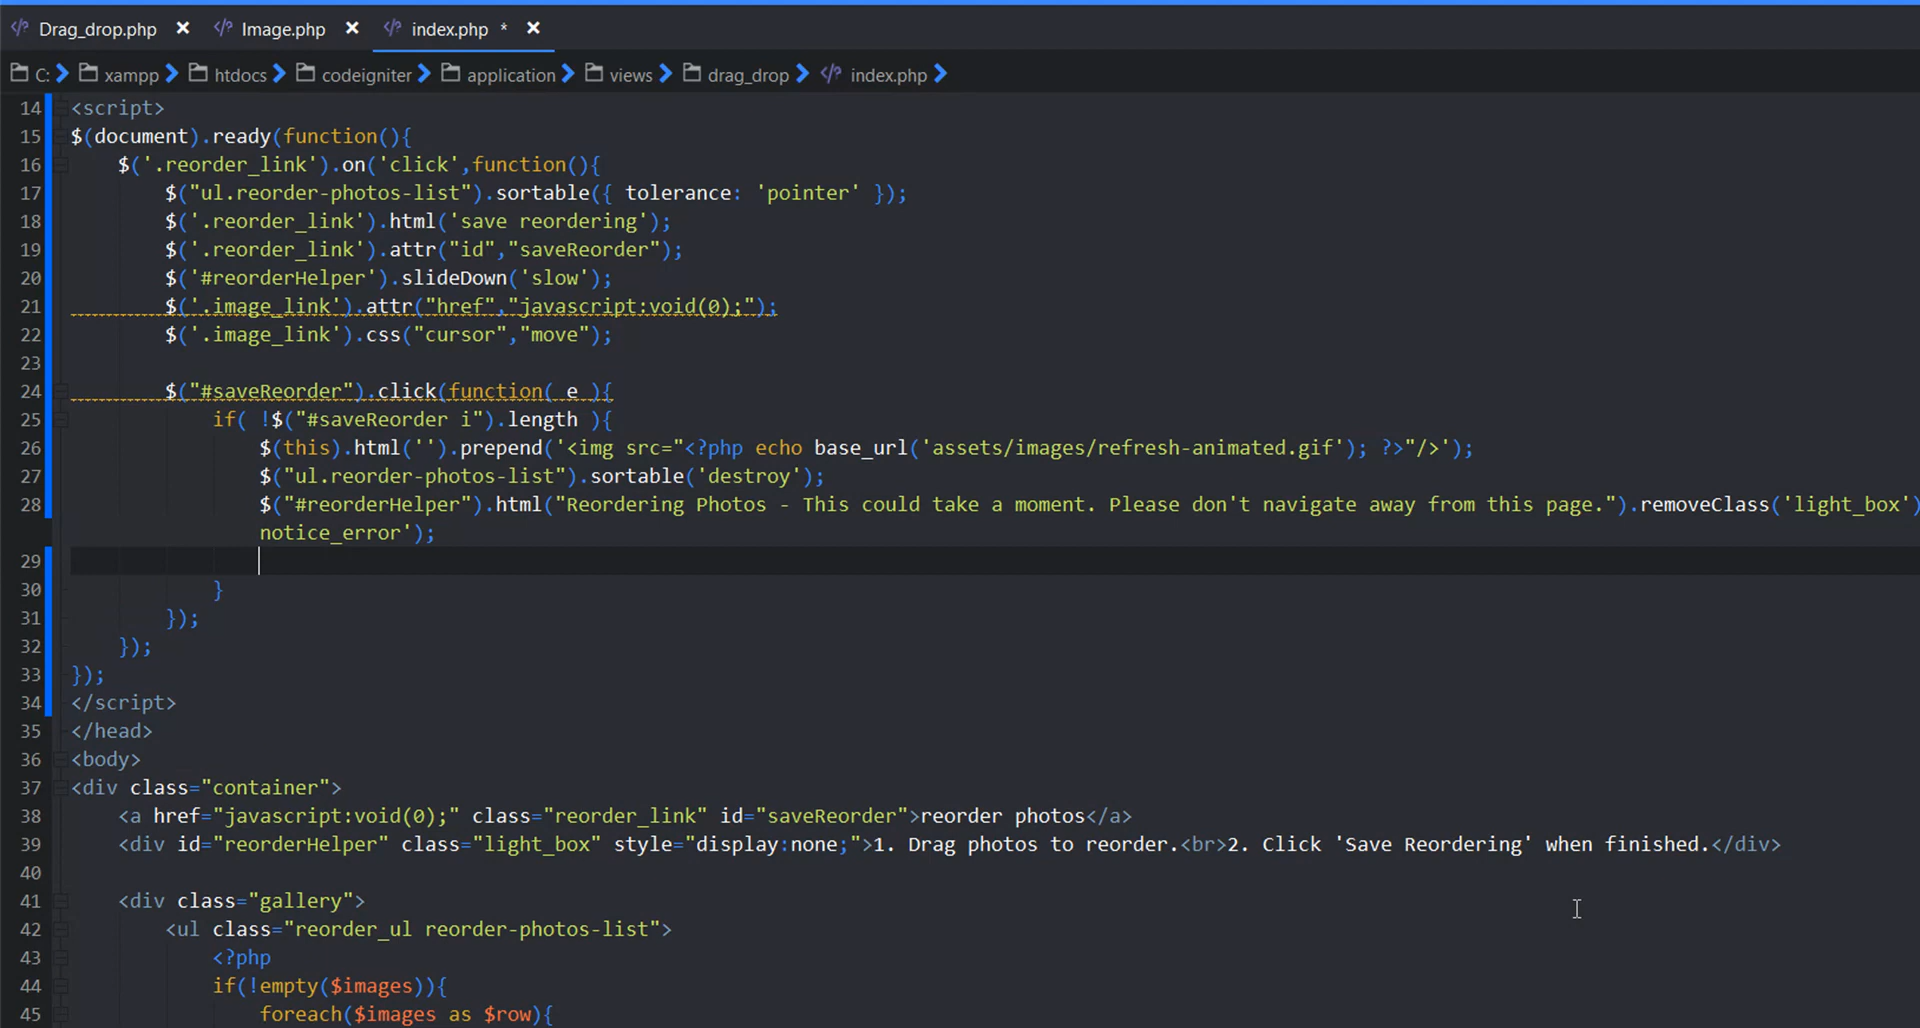 Drag_drop.php Image.php index.php *
C: xampp htdocs codeigniter application views drag_drop index.php
14 <script>
15 $(document).ready(function(){
16 $('.reorder_link').on('click',function(){
17 $("ul.reorder-photos-list").sortable({ tolerance: 'pointer' });
18 $('.reorder_link').html('save reordering');
19 $('.reorder_link').attr("id","saveReorder");
20 $('#reorderHelper').slideDown('slow');
21 $('.image_link').attr("href","javascript:void(0);");
22 $('.image_link').css("cursor","move");
23
24 $("#saveReorder").click(function( e ){
25 if( !$("#saveReorder i").length ){
26 $(this).html('').prepend('<img src="<?php echo base_url('assets/images/refresh-animated.gif'); ?>"/>');
27 $("ul.reorder-photos-list").sortable('destroy');
28 $("#reorderHelper").html("Reordering Photos - This could take a moment. Please don't navigate away from this page.").removeClass('light_box')
notice_error');
29
30 }
31 });
32 });
33 });
34 </script>
35 </head>
36 <body>
37 <div class="container">
38 <a href="javascript:void(0);" class="reorder_link" id="saveReorder">reorder photos</a>
39 <div id="reorderHelper" class="light_box" style="display:none;">1. Drag photos to reorder.<br>2. Click 'Save Reordering' when finished.</div>
40
41 <div class="gallery">
42 <ul class="reorder_ul reorder-photos-list">
43 <?php
44 if(!empty($images)){
45 foreach($images as $row){